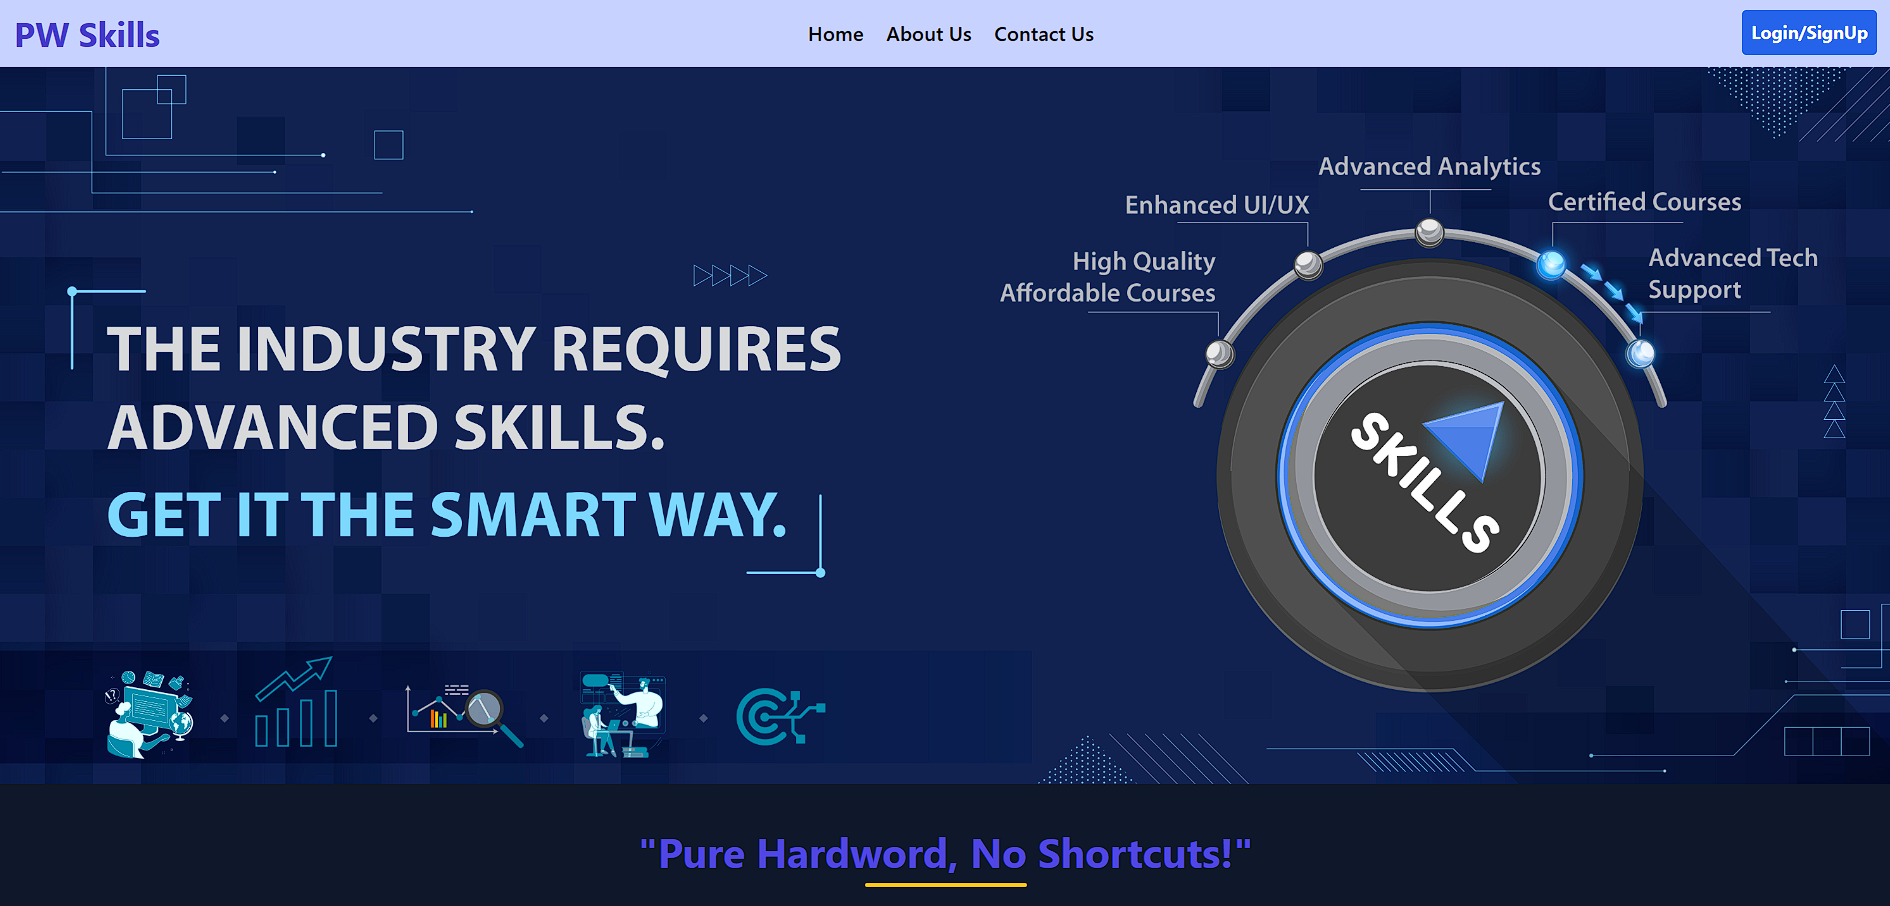 PW Skills
Home
About Us
Contact Us
Login/SignUp
Advanced Analytics
Enhanced UI/UX
Certified Courses
High Quality
Affordable Courses
Advanced Tech
Support
THE INDUSTRY REQUIRES
ADVANCED SKILLS.
GET IT THE SMART WAY.
SKILLS
"Pure Hardword, No Shortcuts!"